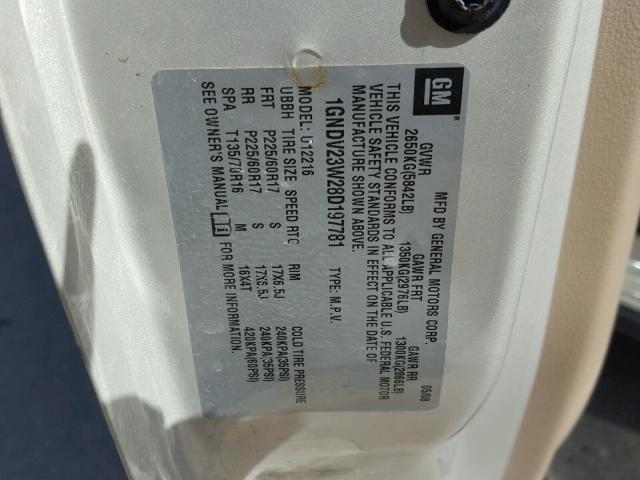 GM
MFD BY GENERAL MOTORS CORP. 05/08
GVWR GAWR FRT GAWR RR
2650KG(5842LB) 1350KG(2976LB) 1300KG(2866LB)
THIS VEHICLE CONFORMS TO ALL APPLICABLE U.S. FEDERAL MOTOR
VEHICLE SAFETY STANDARDS IN EFFECT ON THE DATE OF
MANUFACTURE SHOWN ABOVE.
1GNDV23W28D197781 TYPE: M.P.V.
MODEL: U12216
UBBH TIRE SIZE SPEED RTG RIM COLD TIRE PRESSURE
FRT P225/60R17 S 17X6.5J 240KPA(35PSI)
RR P225/60R17 S 17X6.5J 240KPA(35PSI)
SPA T135/70R16 M 16X4T 420KPA(60PSI)
SEE OWNER'S MANUAL FOR MORE INFORMATION.